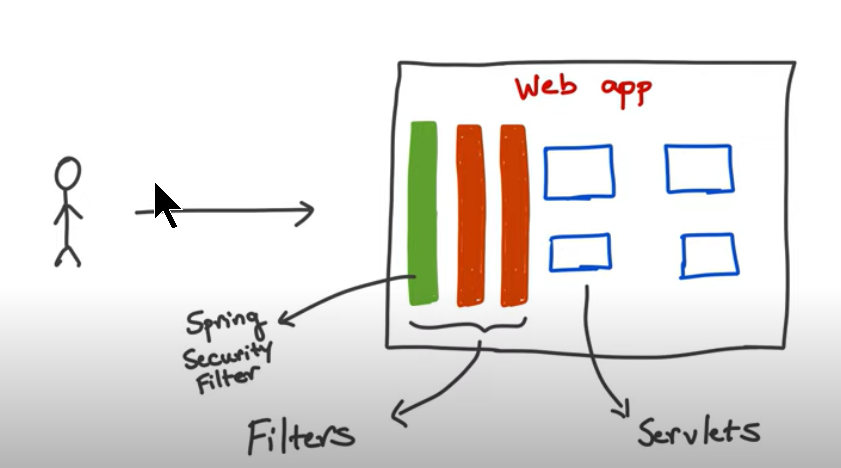 Web app
Spring
Security
Filter
Filters
Servlets